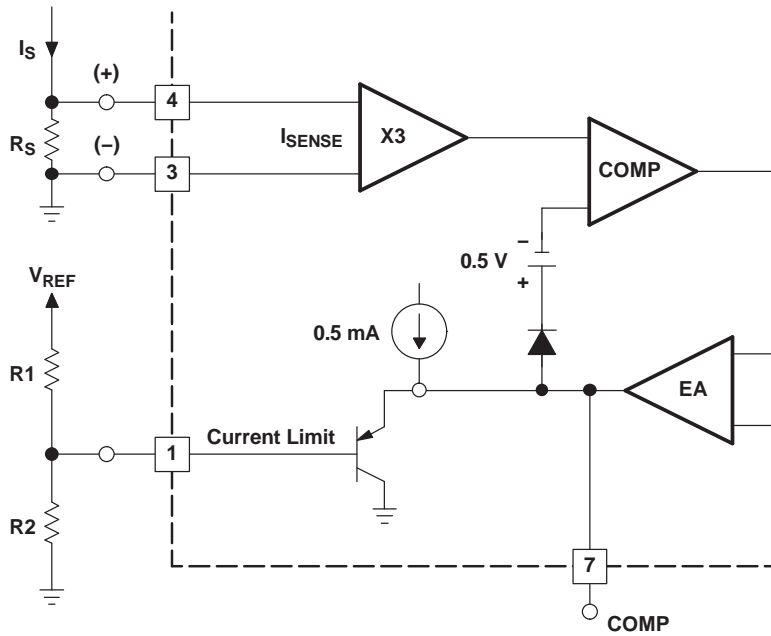 IS
(+)
4
RS
(–)
3
ISENSE
X3
COMP
–
0.5 V
+
VREF
0.5 mA
R1
EA
Current Limit
1
R2
7
COMP